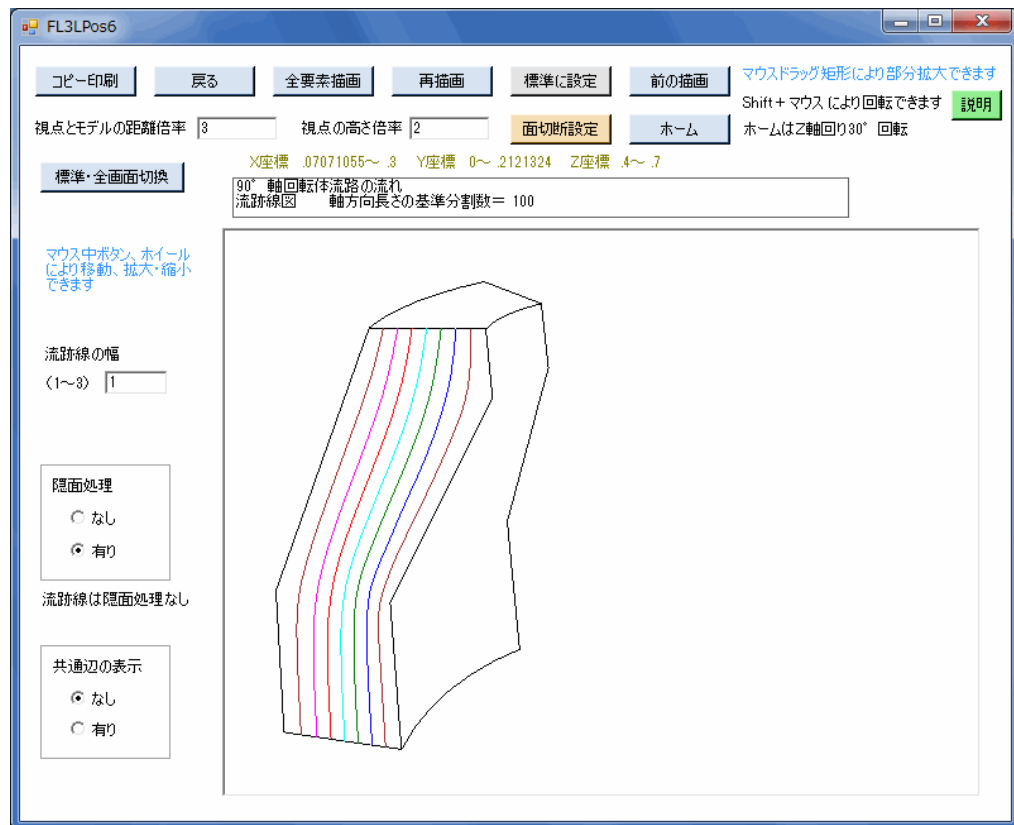 FL3LPos6
コピー印刷 戻る 全要素描画 再描画 標準に設定 前の描画 マウスドラッグ矩形により部分拡大できます
Shift+マウスにより回転できます 説明
視点とモデルの距離倍率 3 視点の高さ倍率 2 面切断設定 ホーム ホームはZ軸回り30°回転
標準・全画面切換 X座標 .07071055～ .3 Y座標 0～ .2121324 Z座標 .4～ .7
90°軸回転体流路の流れ
流跡線図 軸方向長さの基準分割数＝ 100
マウス中ボタン、ホイール
により移動、拡大・縮小
できます
流跡線の幅
（1～3） 1
隠面処理
なし
有り
流跡線は隠面処理なし
共通辺の表示
なし
有り